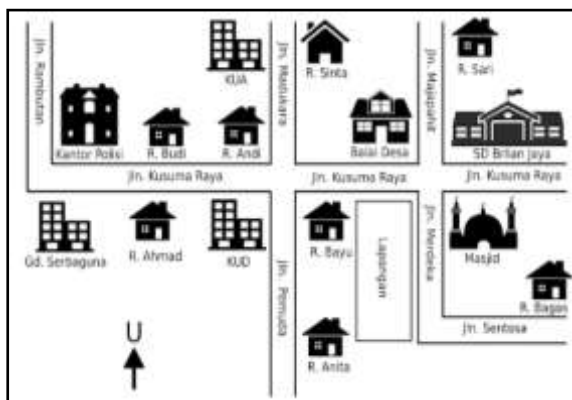 Jln. Rambutan
KUA
Jln. Madukara
R. Sinta
Jln. Majapahit
R. Sari
Kantor Polisi
R. Budi
R. Andi
Balai Desa
SD Brilian Jaya
Jln. Kusuma Raya
Jln. Kusuma Raya
Jln. Kusuma Raya
Gd. Serbaguna
R. Ahmad
KUD
Jln. Pemuda
R. Bayu
Lapangan
Jln. Merdeka
Masjid
R. Bagas
Jln. Sentosa
U
R. Anita